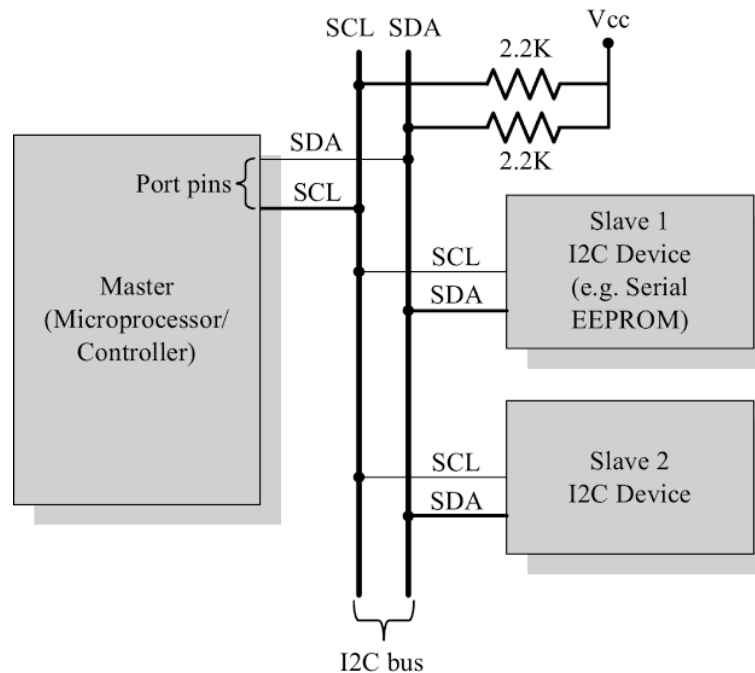 SCL SDA
Vcc
2.2K
2.2K
SDA
Port pins
SCL
Master
(Microprocessor/
Controller)
SCL
SDA
Slave 1
I2C Device
(e.g. Serial
EEPROM)
SCL
SDA
Slave 2
I2C Device
I2C bus